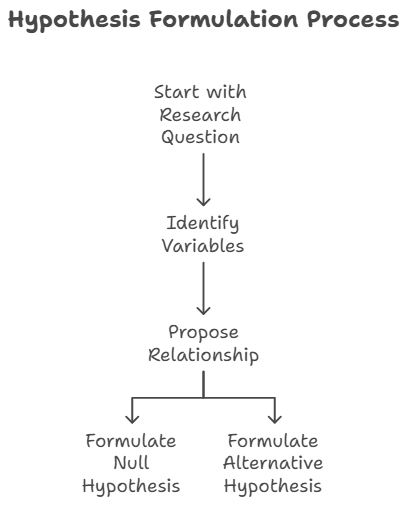 Hypothesis Formulation Process
Start with
Research
Question
Identify
Variables
Propose
Relationship
Formulate
Null
Hypothesis
Formulate
Alternative
Hypothesis